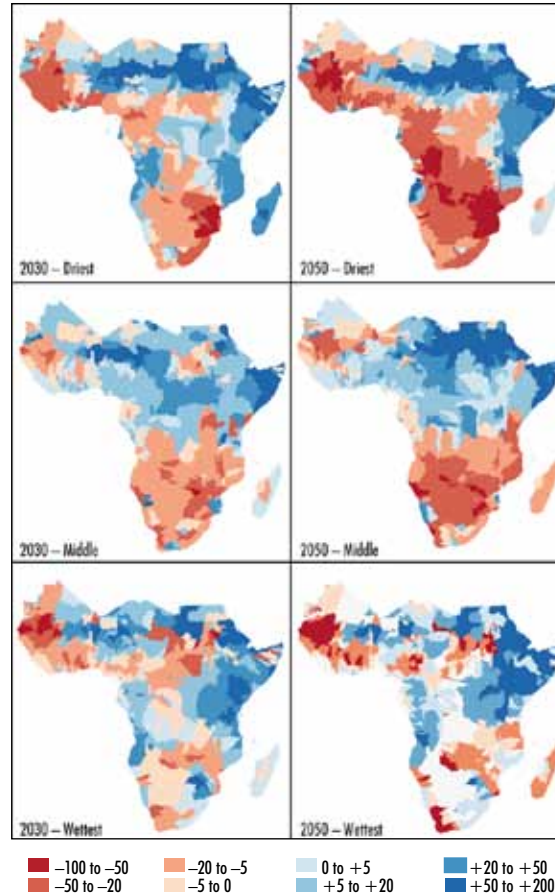 2030 – Driest
2050 – Driest
2030 – Middle
2050 – Middle
2030 – Wettest
2050 – Wettest
–100 to –50
–20 to –5
0 to +5
+20 to +50
–50 to –20
–5 to 0
+5 to +20
+50 to +200